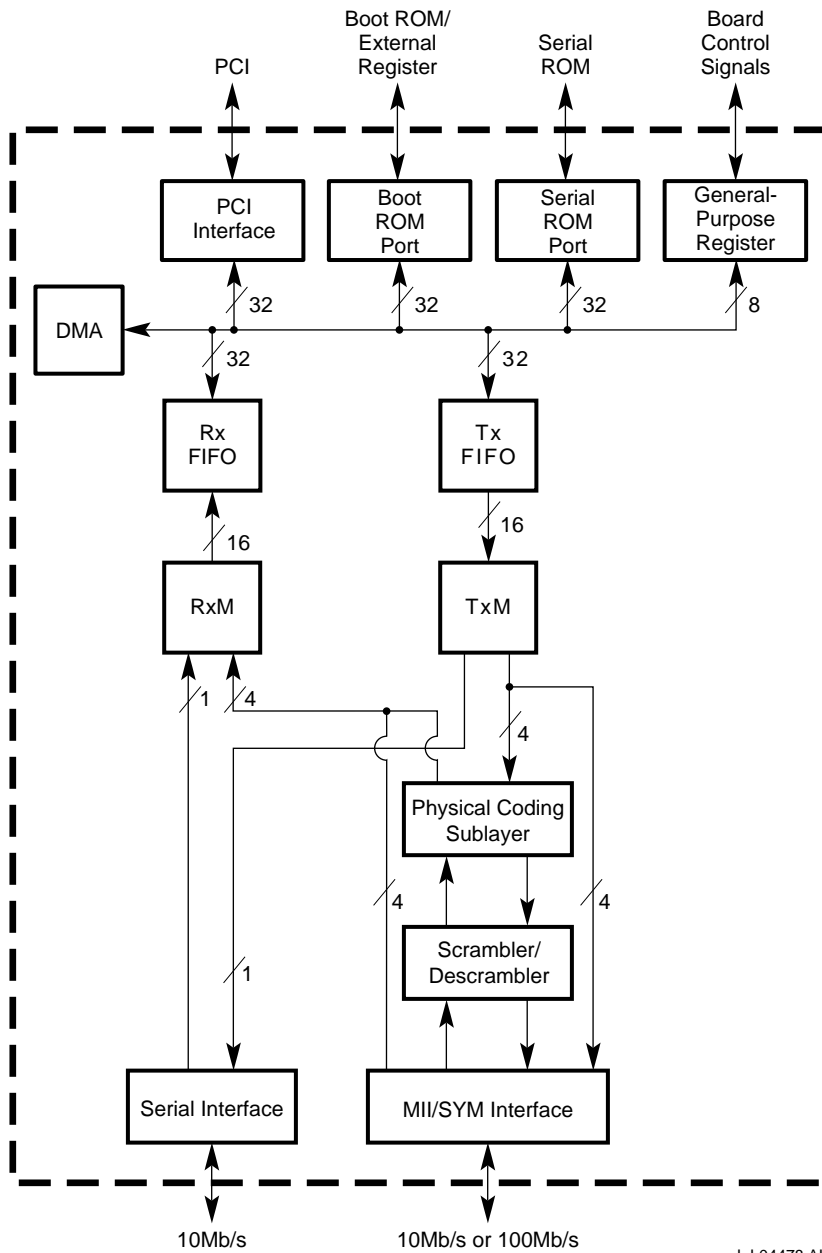 Boot ROM/
External
Register
PCI
Serial
ROM
Board
Control
Signals
PCI
Interface
Boot
ROM
Port
Serial
ROM
Port
General-
Purpose
Register
32
32
32
8
DMA
32
32
Rx
FIFO
Tx
FIFO
16
16
RxM
TxM
1
4
4
Physical Coding
Sublayer
4
4
Scrambler/
Descrambler
1
Serial Interface
MII/SYM Interface
10Mb/s
10Mb/s or 100Mb/s